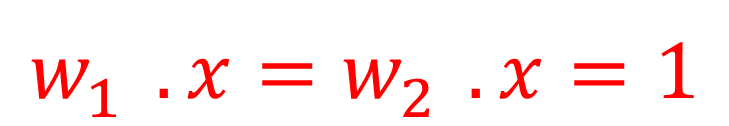 w₁ .x = w₂ .x = 1